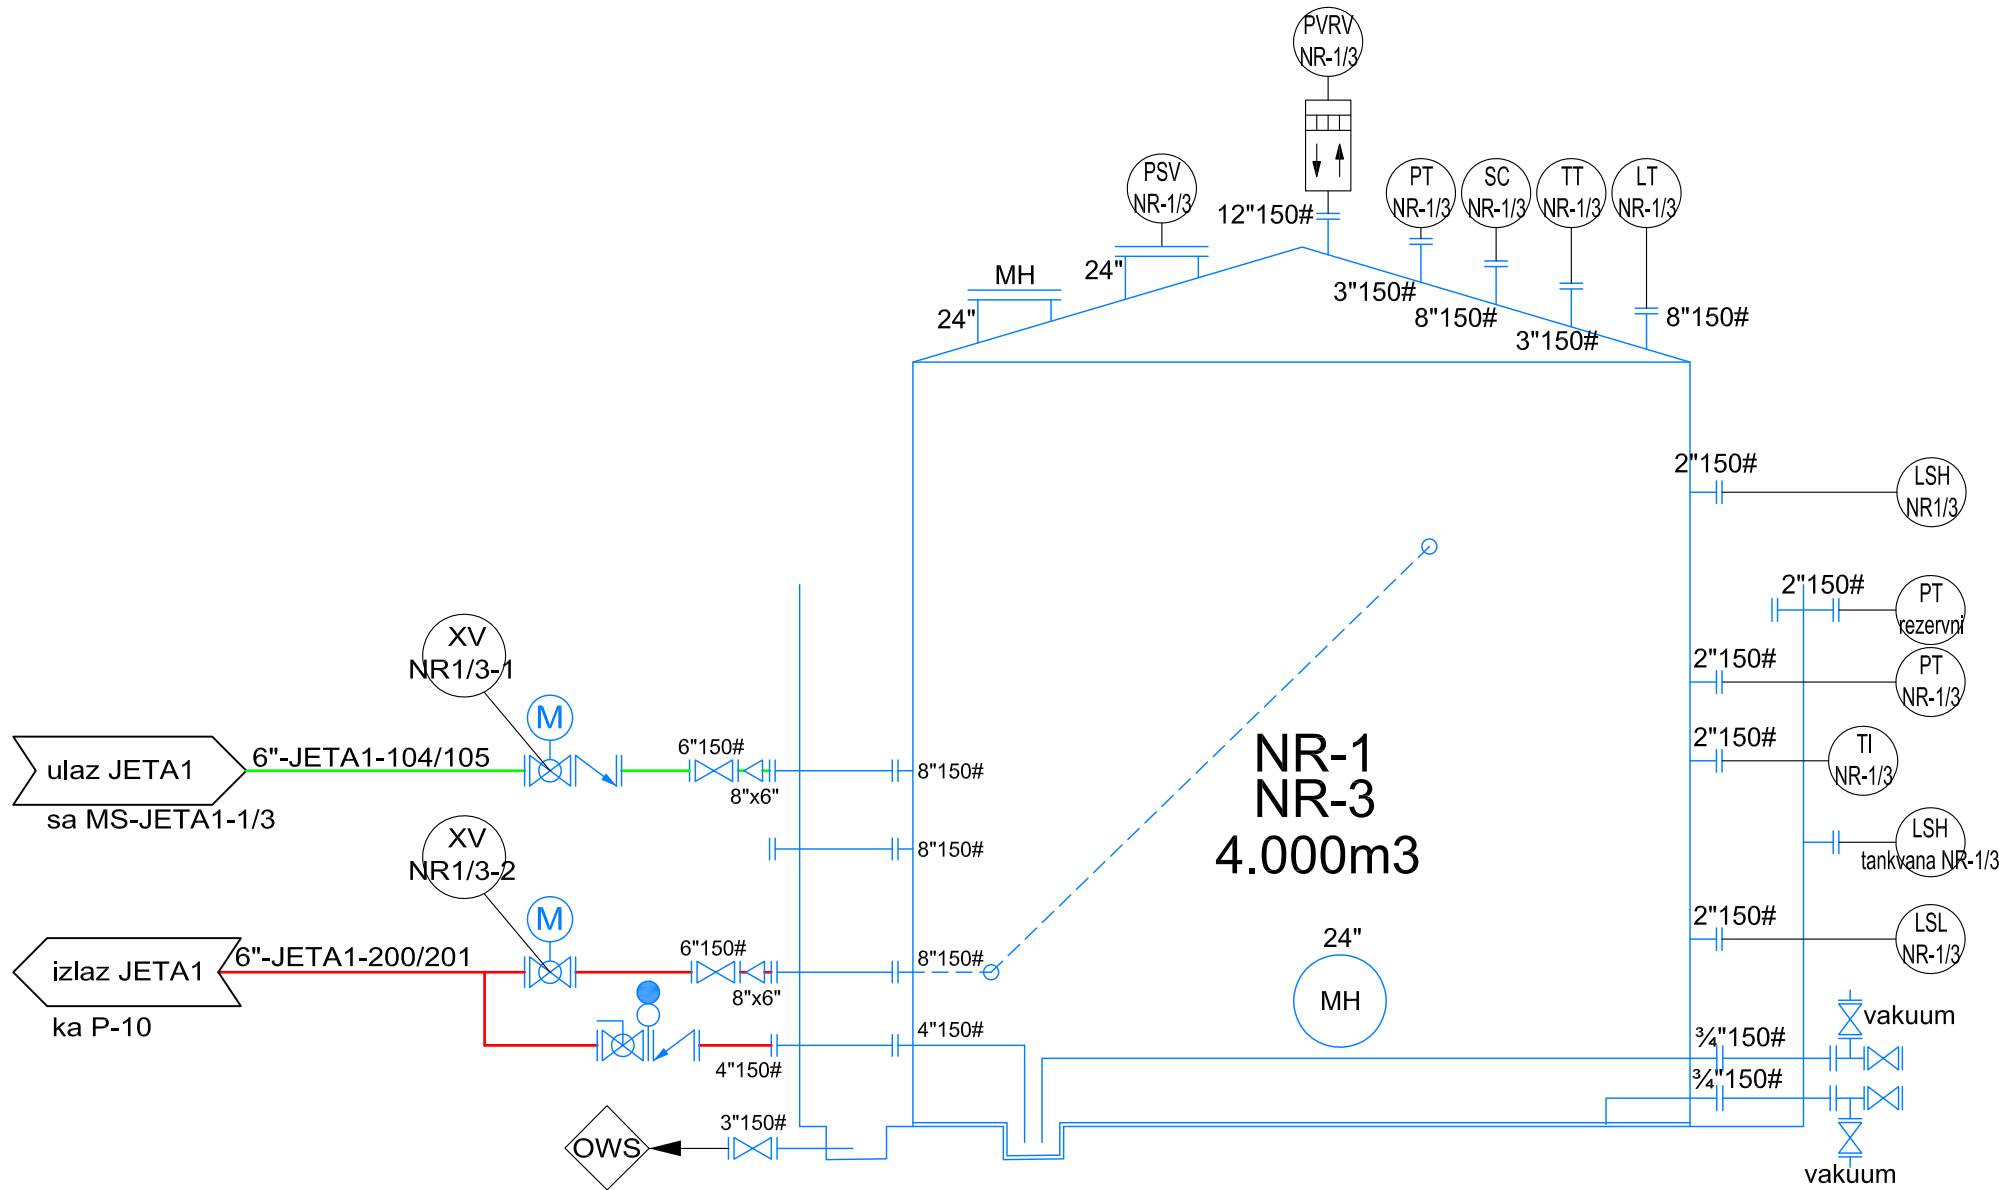 PVRV
NR-1/3
PSV
NR-1/3
PT
NR-1/3
SC
NR-1/3
TT
NR-1/3
LT
NR-1/3
12"150#
MH
24"
24"
3"150#
8"150#
3"150#
8"150#
2"150#
LSH
NR1/3
2"150#
PT
rezervni
2"150#
PT
NR-1/3
2"150#
TI
NR-1/3
LSH
tankvana NR-1/3
2"150#
LSL
NR-1/3
XV
NR1/3-1
M
ulaz JETA1
6"-JETA1-104/105
6"150#
8"x6"
8"150#
sa MS-JETA1-1/3
NR-1
NR-3
4.000m3
XV
NR1/3-2
8"150#
M
izlaz JETA1
6"-JETA1-200/201
6"150#
8"x6"
8"150#
ka P-10
24"
MH
4"150#
4"150#
¾"150#
vakuum
¾"150#
vakuum
3"150#
OWS